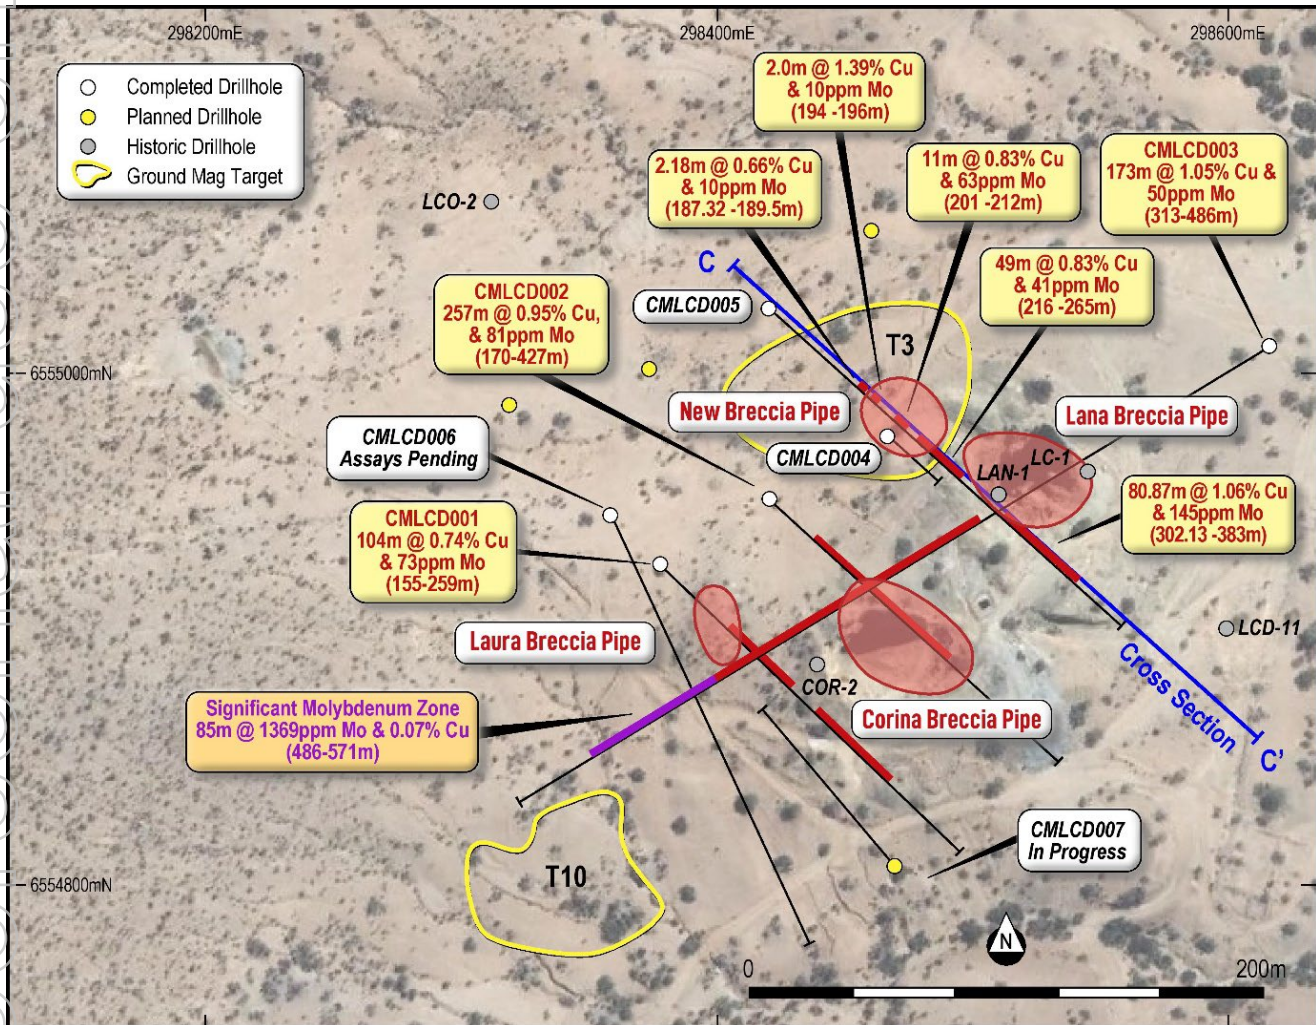 298200mE
298400mE
298600mE
Completed Drillhole
Planned Drillhole
Historic Drillhole
Ground Mag Target
2.0m @ 1.39% Cu
& 10ppm Mo
(194 -196m)
2.18m @ 0.66% Cu
& 10ppm Mo
(187.32 -189.5m)
11m @ 0.83% Cu
& 63ppm Mo
(201 -212m)
CMLCD003
173m @ 1.05% Cu &
50ppm Mo
(313-486m)
LCO-2
C
49m @ 0.83% Cu
& 41ppm Mo
(216 -265m)
CMLCD002
257m @ 0.95% Cu,
& 81ppm Mo
(170-427m)
CMLCD005
T3
6555000mN
New Breccia Pipe
Lana Breccia Pipe
CMLCD006
Assays Pending
CMLCD004
LAN-1
LC-1
80.87m @ 1.06% Cu
& 145ppm Mo
(302.13 -383m)
CMLCD001
104m @ 0.74% Cu
& 73ppm Mo
(155-259m)
Laura Breccia Pipe
LCD-11
COR-2
Cross Section
Corina Breccia Pipe
Significant Molybdenum Zone
85m @ 1369ppm Mo & 0.07% Cu
(486-571m)
C'
CMLCD007
In Progress
T10
6554800mN
N
0
200m